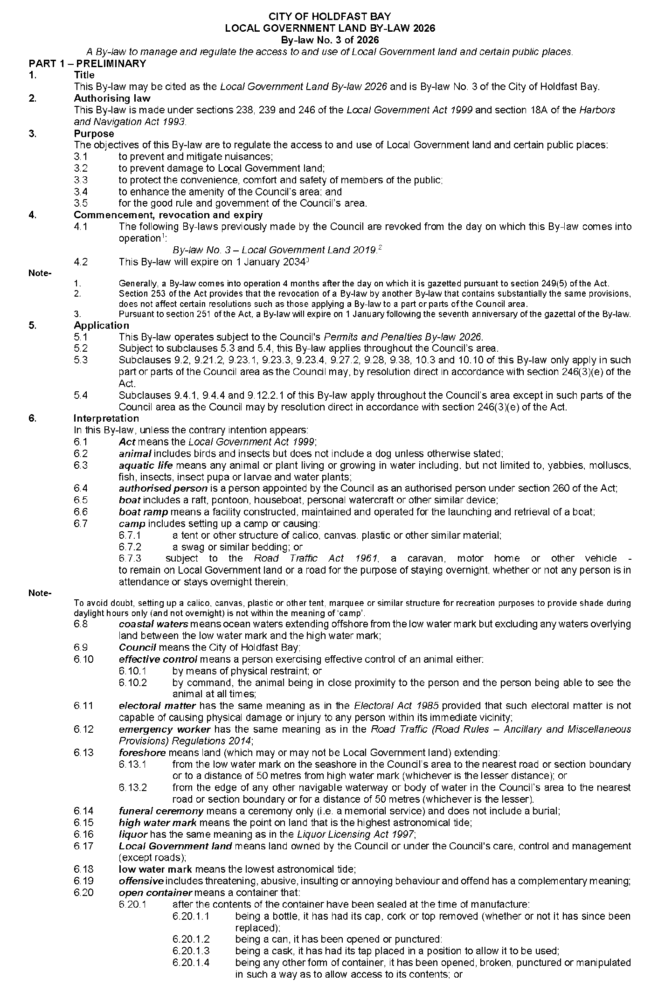 CITY OF HOLDFAST BAY
LOCAL GOVERNMENT LAND BY-LAW 2026
By-law No. 3 of 2026
A By-law to manage and regulate the access to and use of Local Government land and certain public places.
PART 1 – PRELIMINARY
1. Title
This By-law may be cited as the Local Government Land By-law 2026 and is By-law No. 3 of the City of Holdfast Bay.
2. Authorising law
This By-law is made under sections 238, 239 and 246 of the Local Government Act 1999 and section 18A of the Harbors
and Navigation Act 1993.
3. Purpose
The objectives of this By-law are to regulate the access to and use of Local Government land and certain public places:
3.1 to prevent and mitigate nuisances;
3.2 to prevent damage to Local Government land;
3.3 to protect the convenience, comfort and safety of members of the public;
3.4 to enhance the amenity of the Council's area; and
3.5 for the good rule and government of the Council's area.
4. Commencement, revocation and expiry
4.1 The following By-laws previously made by the Council are revoked from the day on which this By-law comes into
operation¹:
By-law No. 3 – Local Government Land 2019.²
4.2 This By-law will expire on 1 January 2034³
Note-
1. Generally, a By-law comes into operation 4 months after the day on which it is gazetted pursuant to section 249(5) of the Act.
2. Section 253 of the Act provides that the revocation of a By-law by another By-law that contains substantially the same provisions,
does not affect certain resolutions such as those applying a By-law to a part or parts of the Council area.
3. Pursuant to section 251 of the Act, a By-law will expire on 1 January following the seventh anniversary of the gazettal of the By-law.
5. Application
5.1 This By-law operates subject to the Council's Permits and Penalties By-law 2026.
5.2 Subject to subclauses 5.3 and 5.4, this By-law applies throughout the Council's area.
5.3 Subclauses 9.2, 9.21.2, 9.23.1, 9.23.3, 9.23.4, 9.27.2, 9.28, 9.38, 10.3 and 10.10 of this By-law only apply in such
part or parts of the Council area as the Council may, by resolution direct in accordance with section 246(3)(e) of the
Act.
5.4 Subclauses 9.4.1, 9.4.4 and 9.12.2.1 of this By-law apply throughout the Council's area except in such parts of the
Council area as the Council may by resolution direct in accordance with section 246(3)(e) of the Act.
6. Interpretation
In this By-law, unless the contrary intention appears:
6.1 Act means the Local Government Act 1999;
6.2 animal includes birds and insects but does not include a dog unless otherwise stated;
6.3 aquatic life means any animal or plant living or growing in water including, but not limited to, yabbies, molluscs,
fish, insects, insect pupa or larvae and water plants;
6.4 authorised person is a person appointed by the Council as an authorised person under section 260 of the Act;
6.5 boat includes a raft, pontoon, houseboat, personal watercraft or other similar device;
6.6 boat ramp means a facility constructed, maintained and operated for the launching and retrieval of a boat;
6.7 camp includes setting up a camp or causing:
6.7.1 a tent or other structure of calico, canvas, plastic or other similar material;
6.7.2 a swag or similar bedding; or
6.7.3 subject to the Road Traffic Act 1961, a caravan, motor home or other vehicle -
to remain on Local Government land or a road for the purpose of staying overnight, whether or not any person is in
attendance or stays overnight therein;
Note-
To avoid doubt, setting up a calico, canvas, plastic or other tent, marquee or similar structure for recreation purposes to provide shade during
daylight hours only (and not overnight) is not within the meaning of 'camp'.
6.8 coastal waters means ocean waters extending offshore from the low water mark but excluding any waters overlying
land between the low water mark and the high water mark;
6.9 Council means the City of Holdfast Bay;
6.10 effective control means a person exercising effective control of an animal either:
6.10.1 by means of physical restraint; or
6.10.2 by command, the animal being in close proximity to the person and the person being able to see the
animal at all times;
6.11 electoral matter has the same meaning as in the Electoral Act 1985 provided that such electoral matter is not
capable of causing physical damage or injury to any person within its immediate vicinity;
6.12 emergency worker has the same meaning as in the Road Traffic (Road Rules – Ancillary and Miscellaneous
Provisions) Regulations 2014;
6.13 foreshore means land (which may or may not be Local Government land) extending:
6.13.1 from the low water mark on the seashore in the Council's area to the nearest road or section boundary
or to a distance of 50 metres from high water mark (whichever is the lesser distance); or
6.13.2 from the edge of any other navigable waterway or body of water in the Council's area to the nearest
road or section boundary or for a distance of 50 metres (whichever is the lesser).
6.14 funeral ceremony means a ceremony only (i.e. a memorial service) and does not include a burial;
6.15 high water mark means the point on land that is the highest astronomical tide;
6.16 liquor has the same meaning as in the Liquor Licensing Act 1997;
6.17 Local Government land means land owned by the Council or under the Council's care, control and management
(except roads);
6.18 low water mark means the lowest astronomical tide;
6.19 offensive includes threatening, abusive, insulting or annoying behaviour and offend has a complementary meaning;
6.20 open container means a container that:
6.20.1 after the contents of the container have been sealed at the time of manufacture:
6.20.1.1 being a bottle, it has had its cap, cork or top removed (whether or not it has since been
replaced);
6.20.1.2 being a can, it has been opened or punctured;
6.20.1.3 being a cask, it has had its tap placed in a position to allow it to be used;
6.20.1.4 being any other form of container, it has been opened, broken, punctured or manipulated
in such a way as to allow access to its contents; or